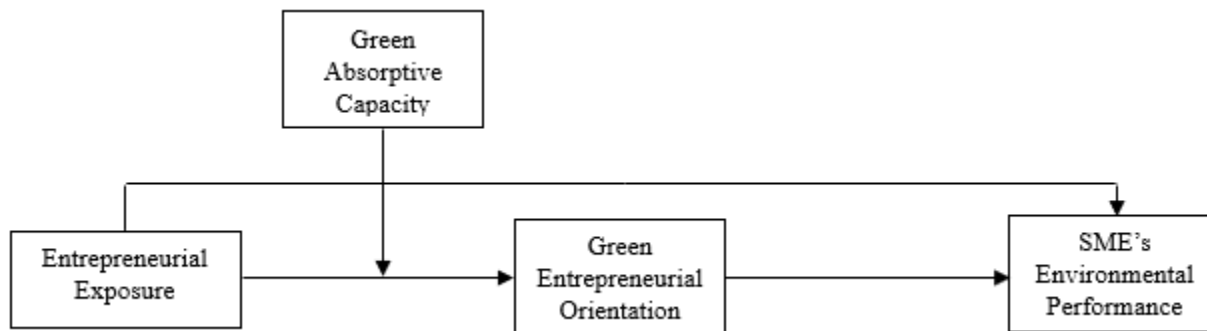 Green
Absorptive
Capacity
Entrepreneurial
Exposure
Green
Entrepreneurial
Orientation
SME's
Environmental
Performance